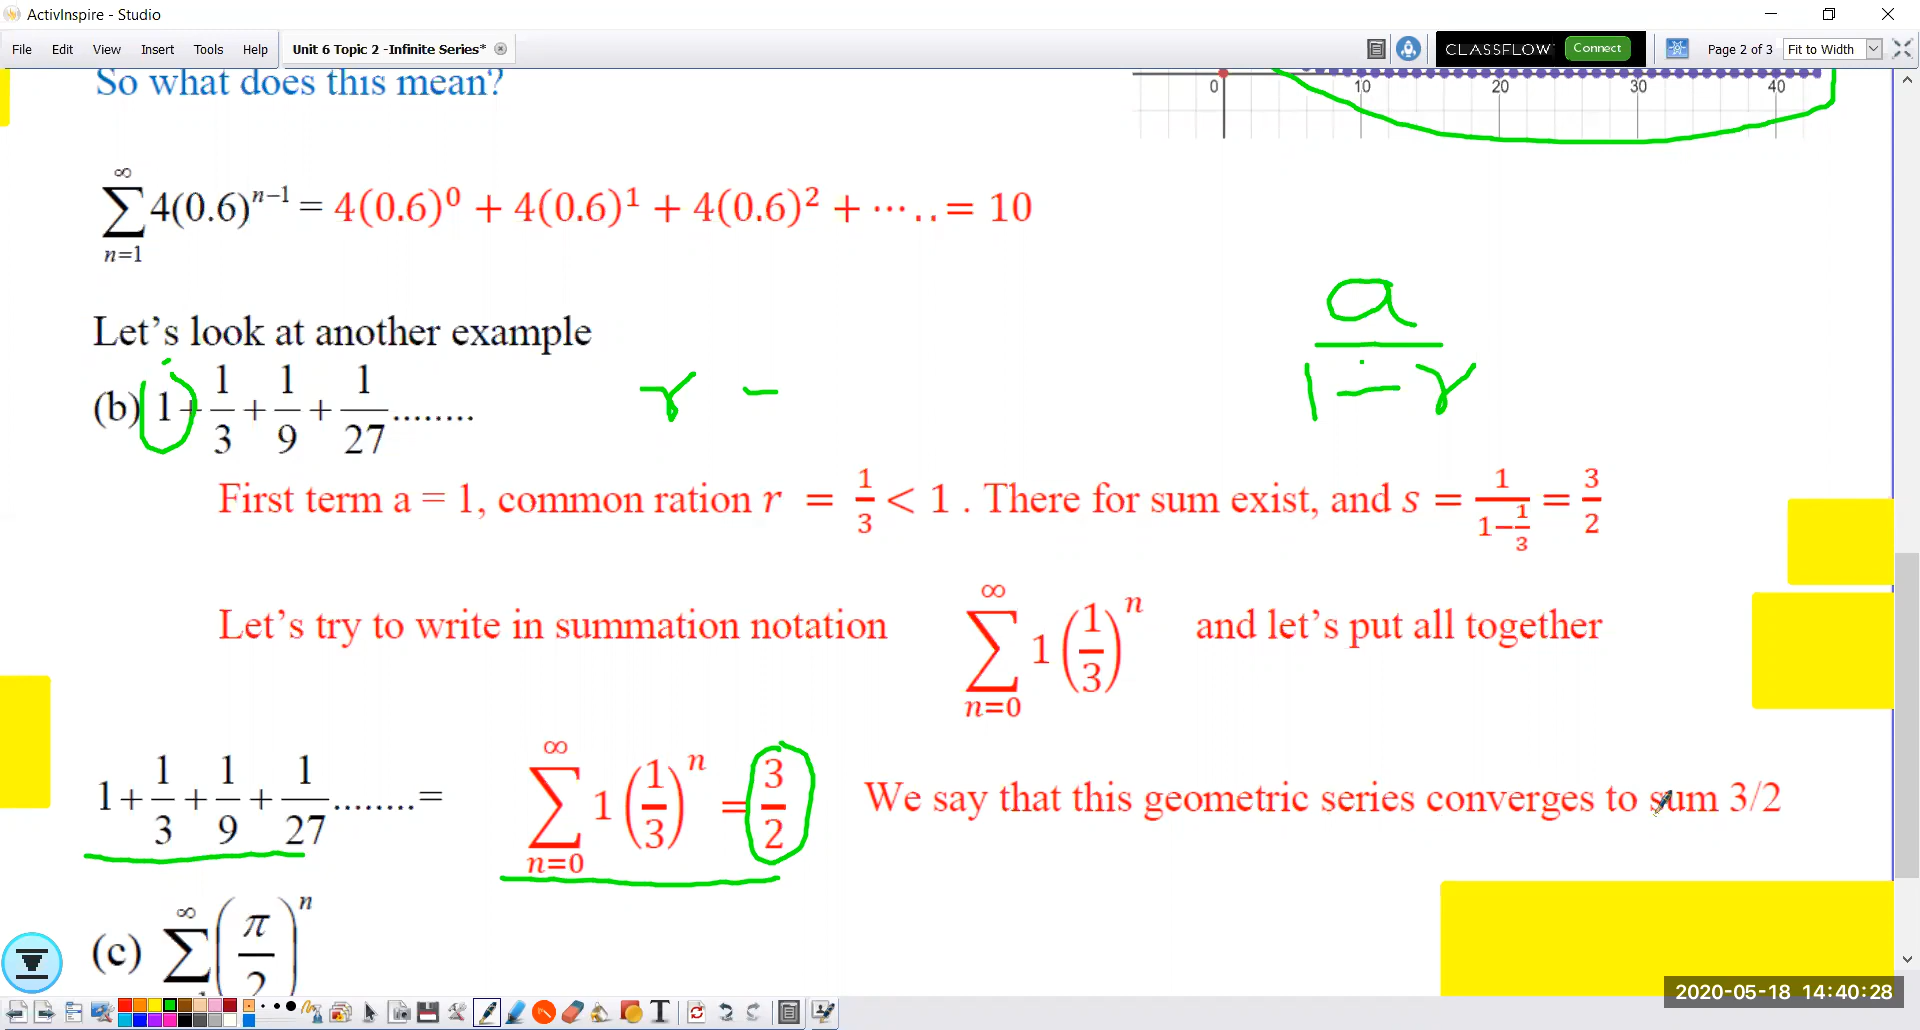 ActivInspire - Studio
File Edit View Insert Tools Help Unit 6 Topic 2 -Infinite Series* CLASSFLOW Connect Page 2 of 3 Fit to Width
So what does this mean?
0 10 20 30 40
∑_{n=1}^{∞} 4(0.6)^{n−1} = 4(0.6)^0 + 4(0.6)^1 + 4(0.6)^2 + ⋯ . . = 10
Let's look at another example
a/(1 − r)
(b) 1 + 1/3 + 1/9 + 1/27 ........ r −
First term a = 1, common ration r = 1/3 < 1 . There for sum exist, and s = 1/(1−1/3) = 3/2
Let's try to write in summation notation ∑_{n=0}^{∞} 1(1/3)^n and let's put all together
1 + 1/3 + 1/9 + 1/27 ........ = ∑_{n=0}^{∞} 1(1/3)^n = 3/2 We say that this geometric series converges to sum 3/2
(c) ∑^{∞} (π/2)^n
2020-05-18 14:40:28